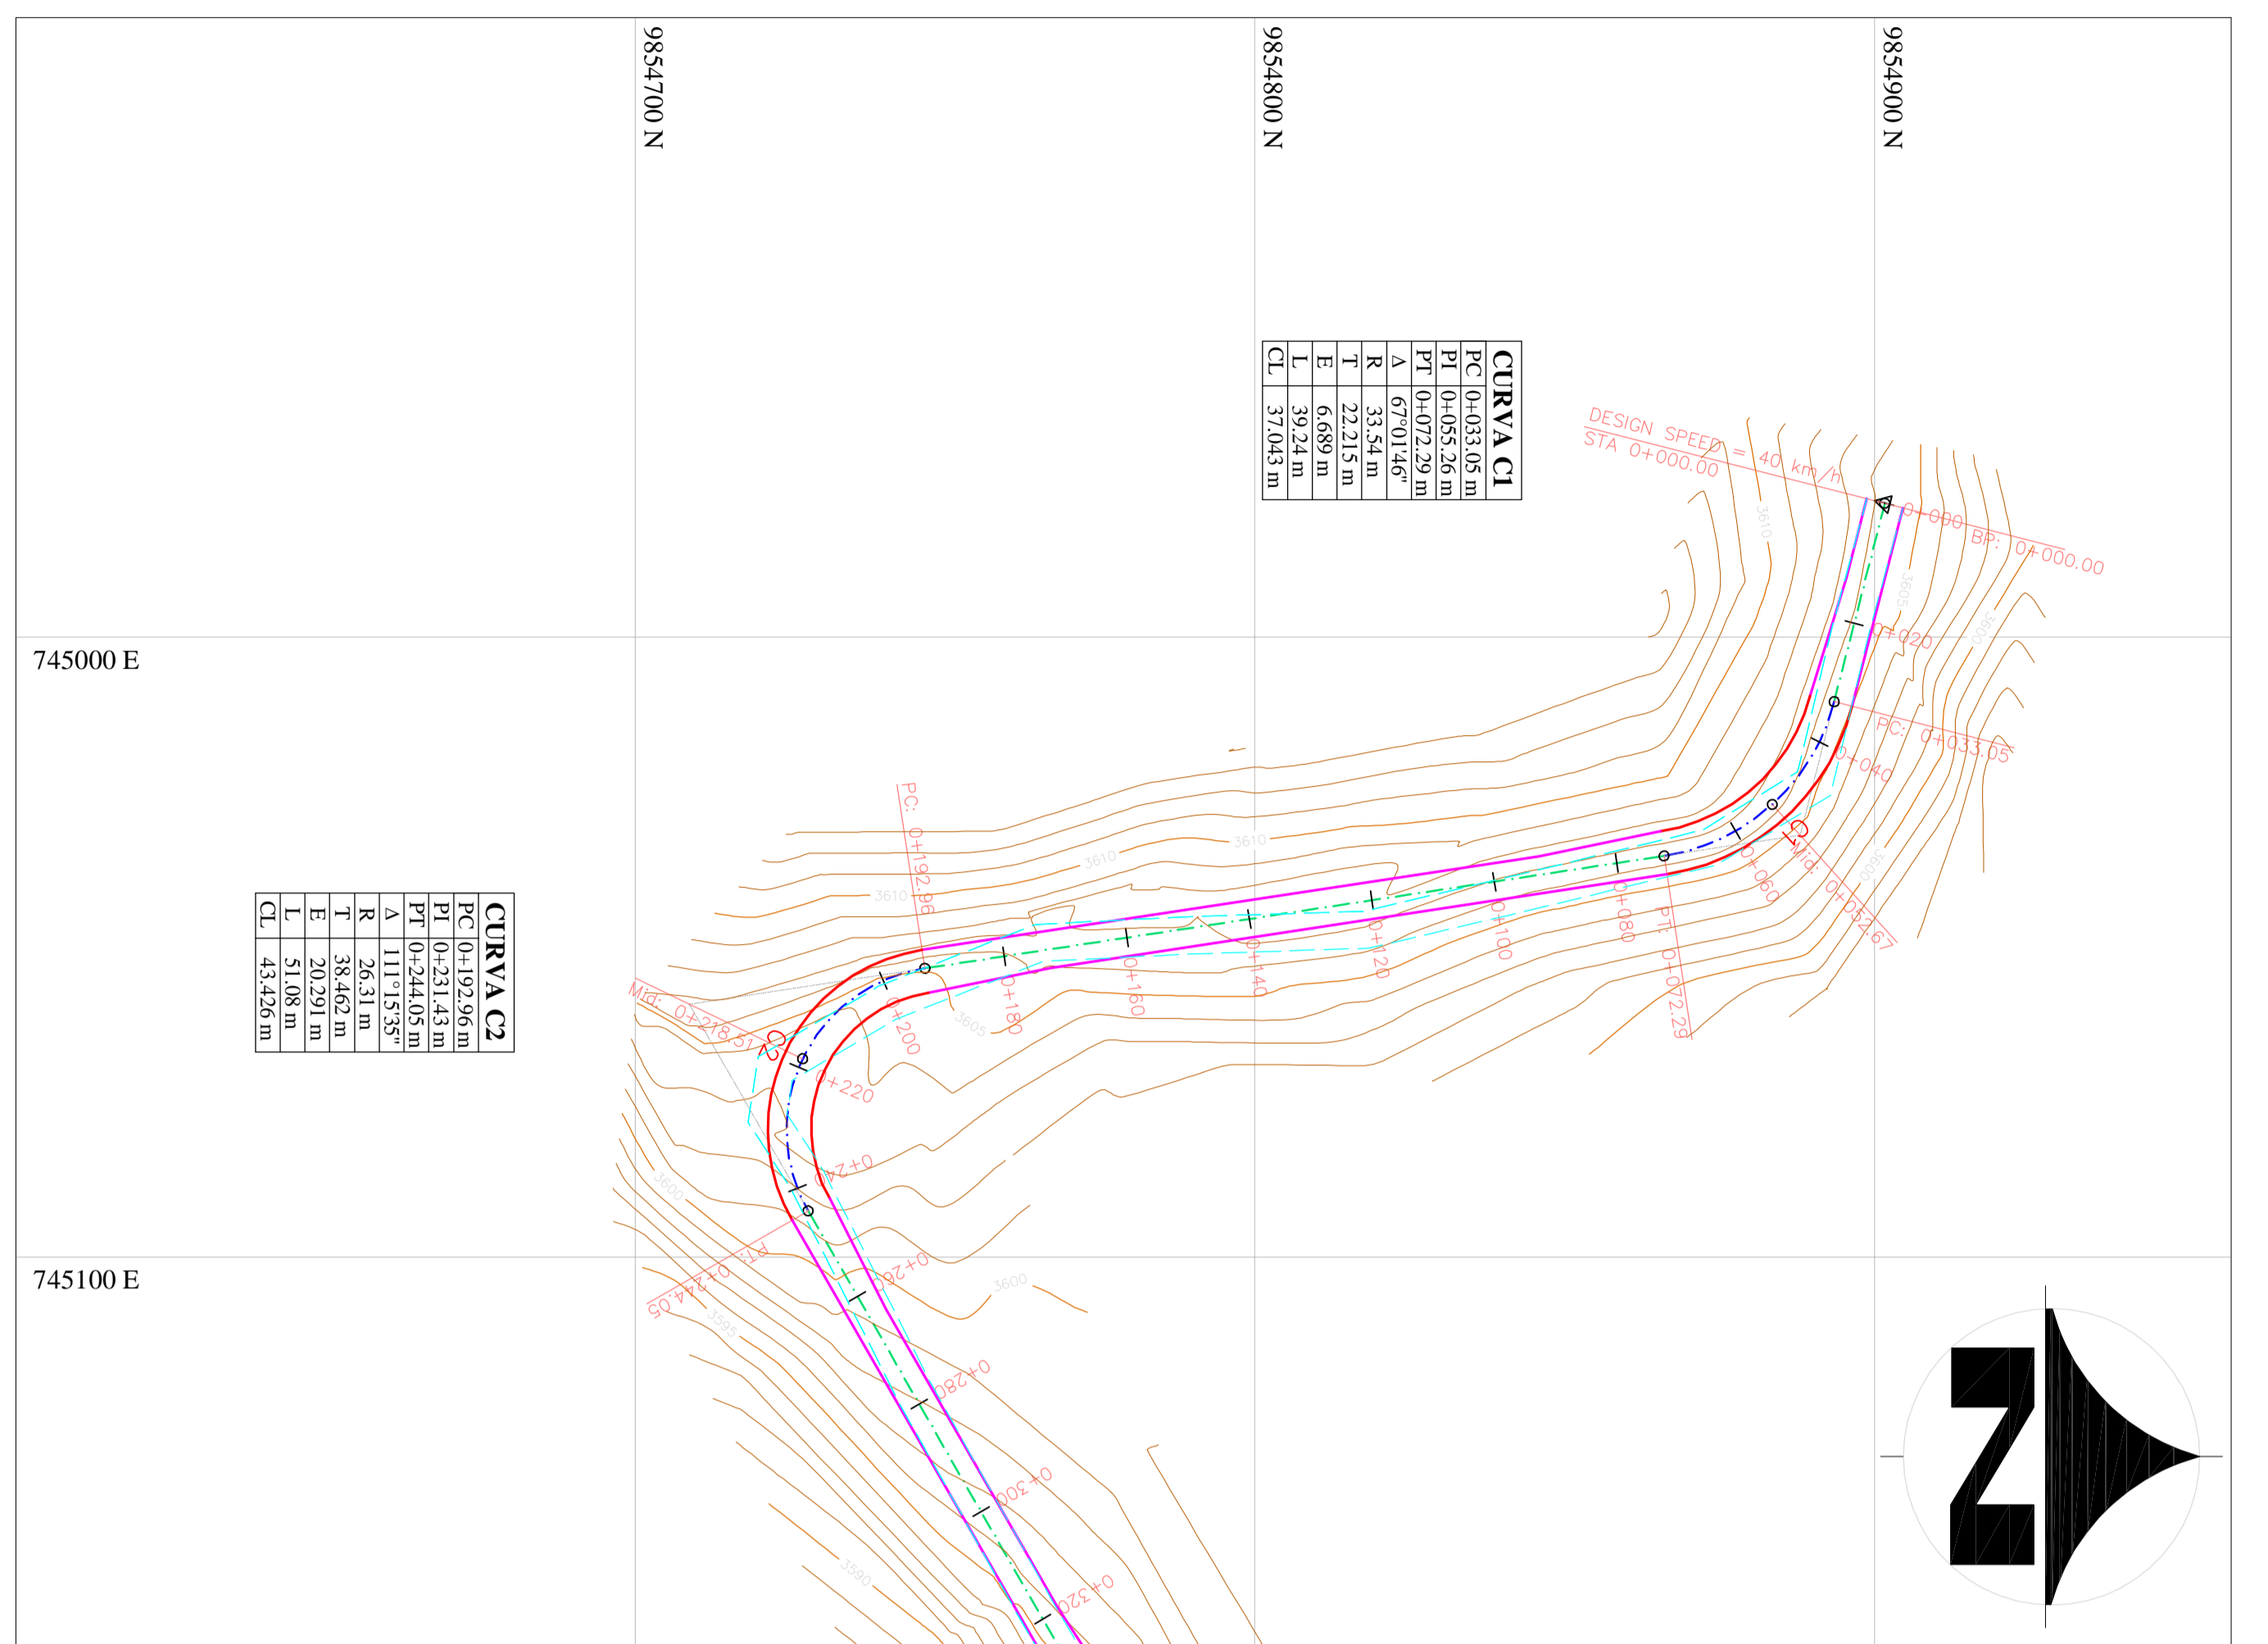 9854700 N
9854800 N
9854900 N
745000 E
745100 E
CURVA C1
PC 0+033.05 m
PI 0+055.26 m
PT 0+072.29 m
Δ 67°01'46"
R 33.54 m
T 22.215 m
E 6.689 m
L 39.24 m
CL 37.043 m
CURVA C2
PC 0+192.96 m
PI 0+231.43 m
PT 0+244.05 m
Δ 111°15'35"
R 26.31 m
T 38.462 m
E 20.291 m
L 51.08 m
CL 43.426 m
DESIGN SPEED = 40 km/h
STA 0+000.00
0+000
BP: 0+000.00
0+020
PC: 0+033.05
0+040
C1
Mid: 0+052.67
0+060
PT: 0+072.29
0+080
0+100
0+120
0+140
0+160
0+180
PC: 0+192.96
0+200
Mid: 0+218.51
C2
0+220
0+240
PT: 0+244.05
0+260
0+280
0+300
0+320
3610
3605
3600
3600
3610
3610
3610
3605
3600
3600
3595
3590
N